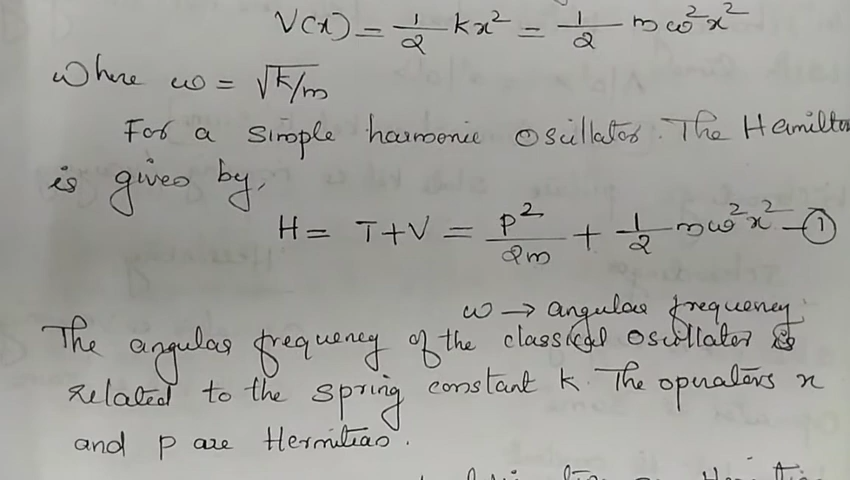 V(x) = 1/2 kx² = 1/2 mω²x²
where ω = √k/m
For a simple harmonic Oscillator. The Hamilton
is given by,
H = T+V = p²/2m + 1/2 mω²x² — ①
ω → angular frequency.
The angular frequency of the classical Oscillator is
related to the spring constant k. The operators x
and p are Hermitian.